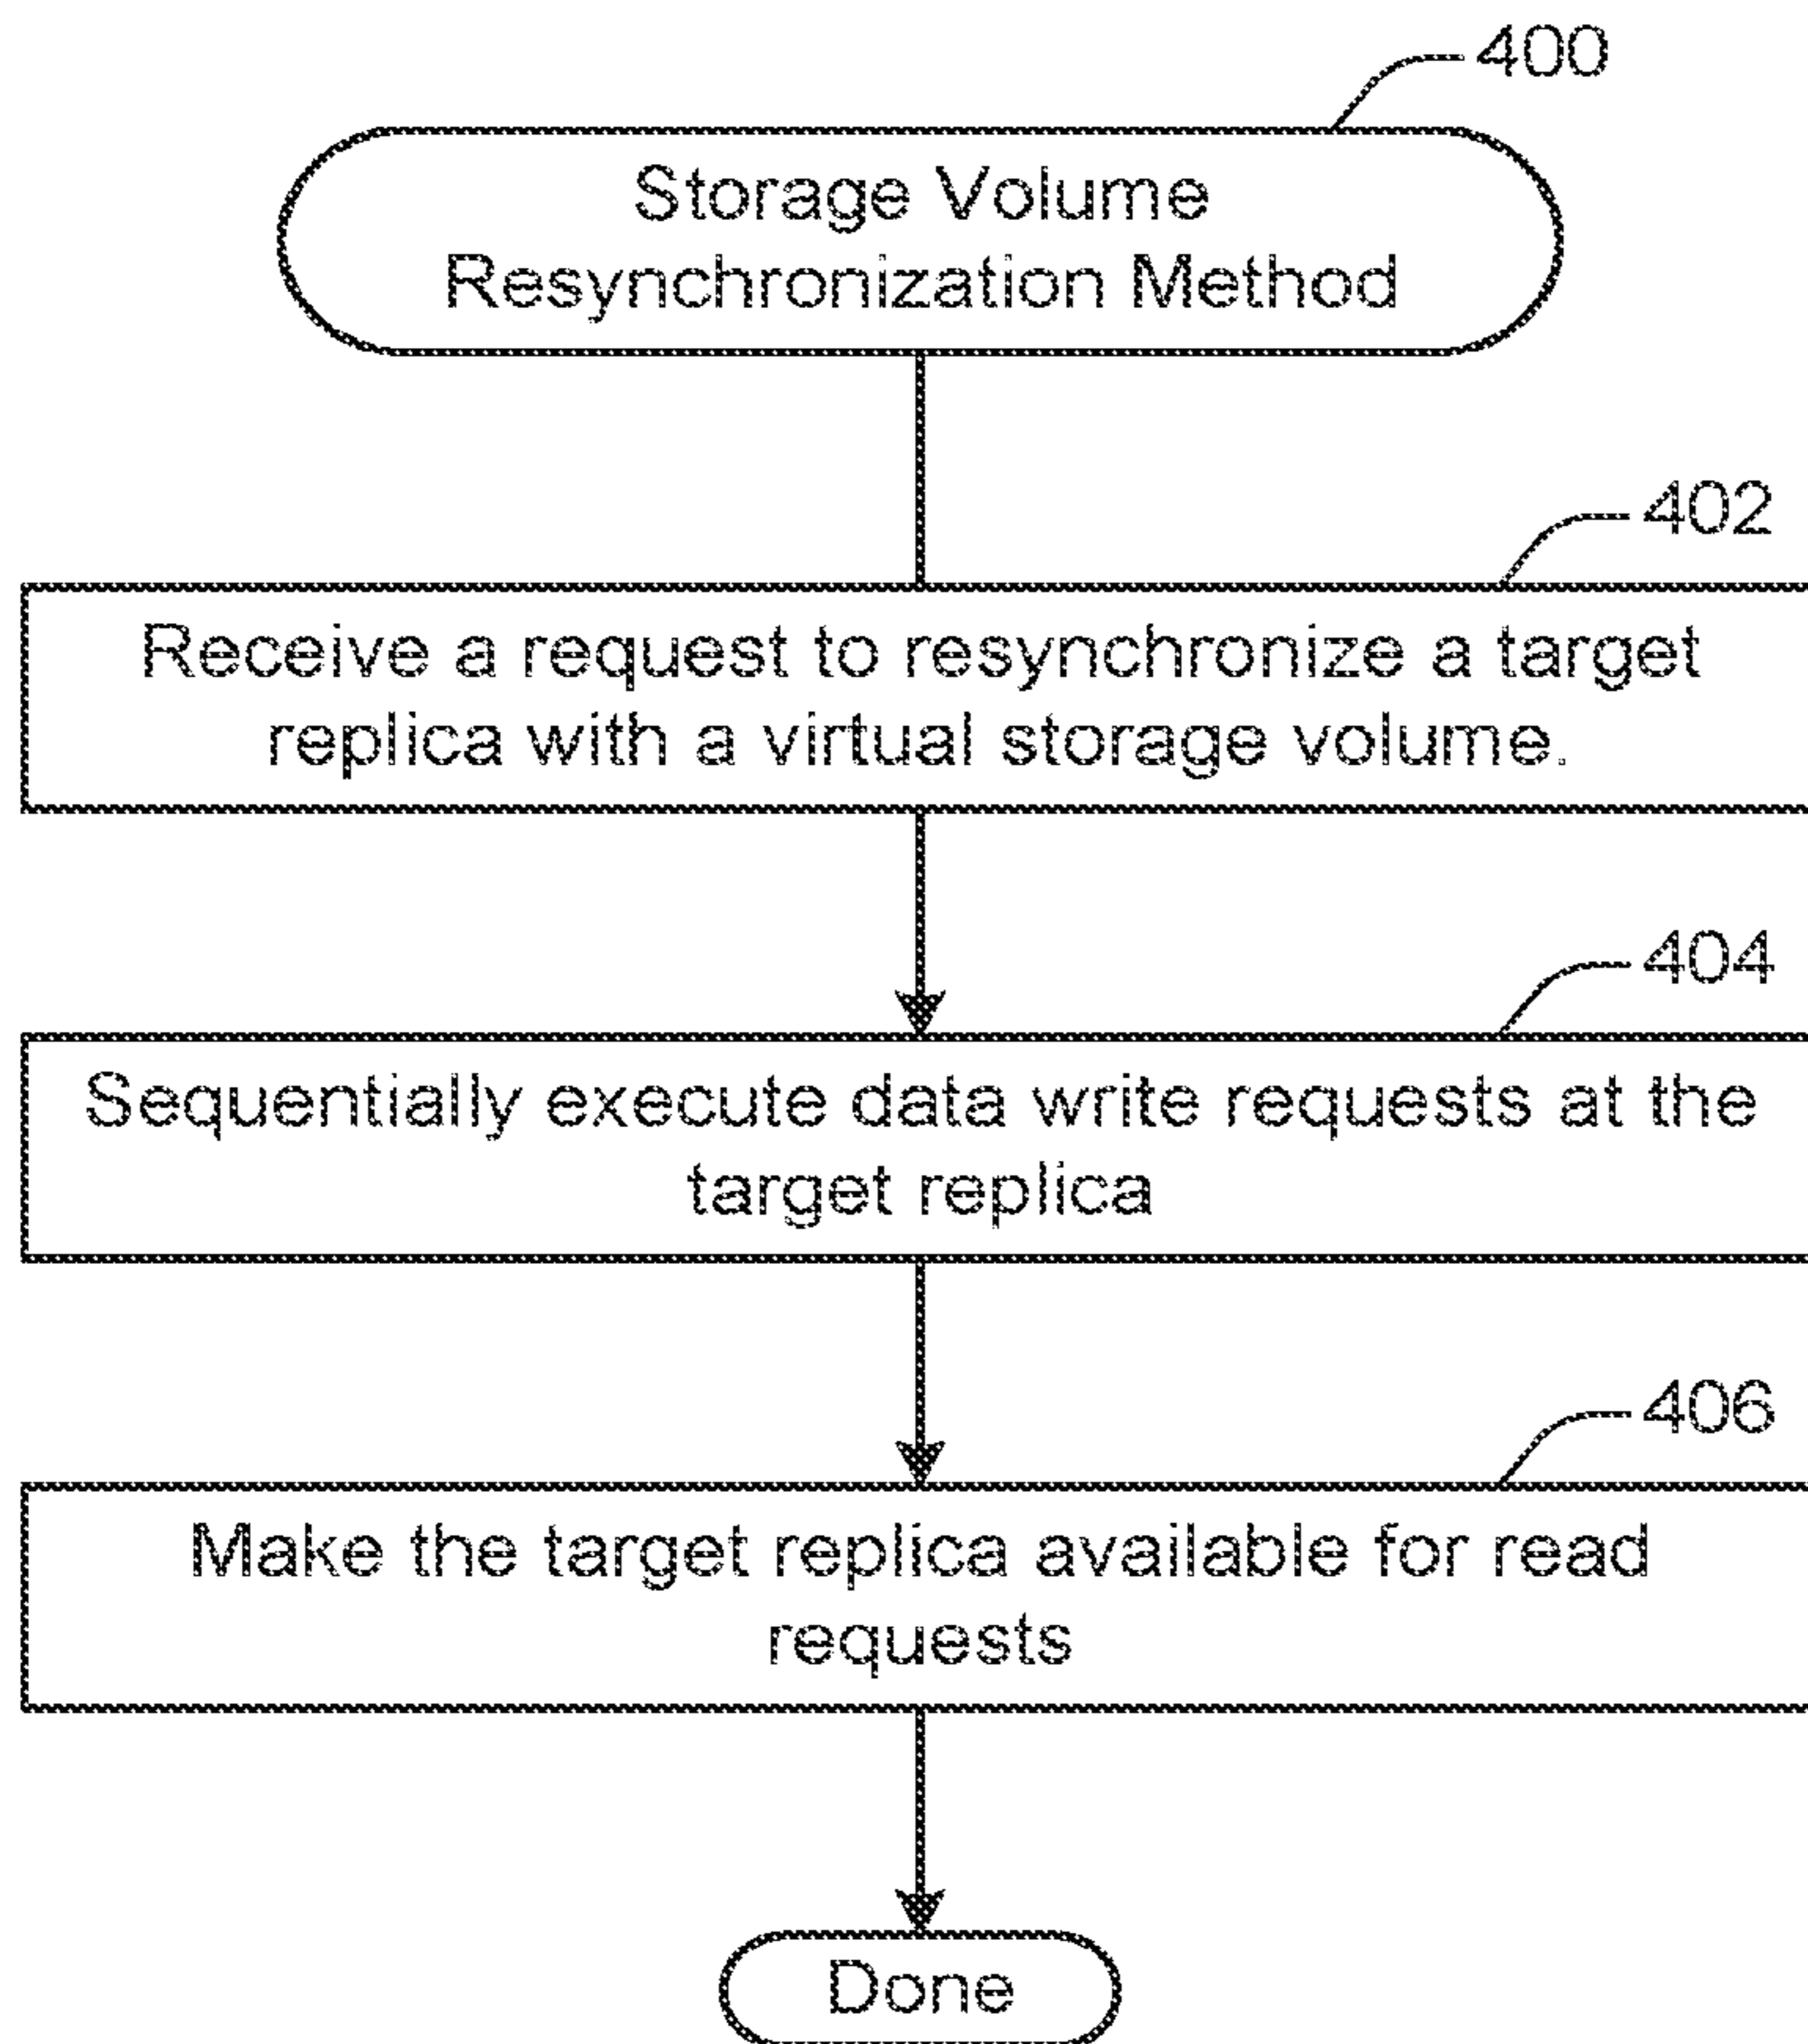 400
Storage Volume
Resynchronization Method
402
Receive a request to resynchronize a target
replica with a virtual storage volume.
404
Sequentially execute data write requests at the
target replica
406
Make the target replica available for read
requests
Done